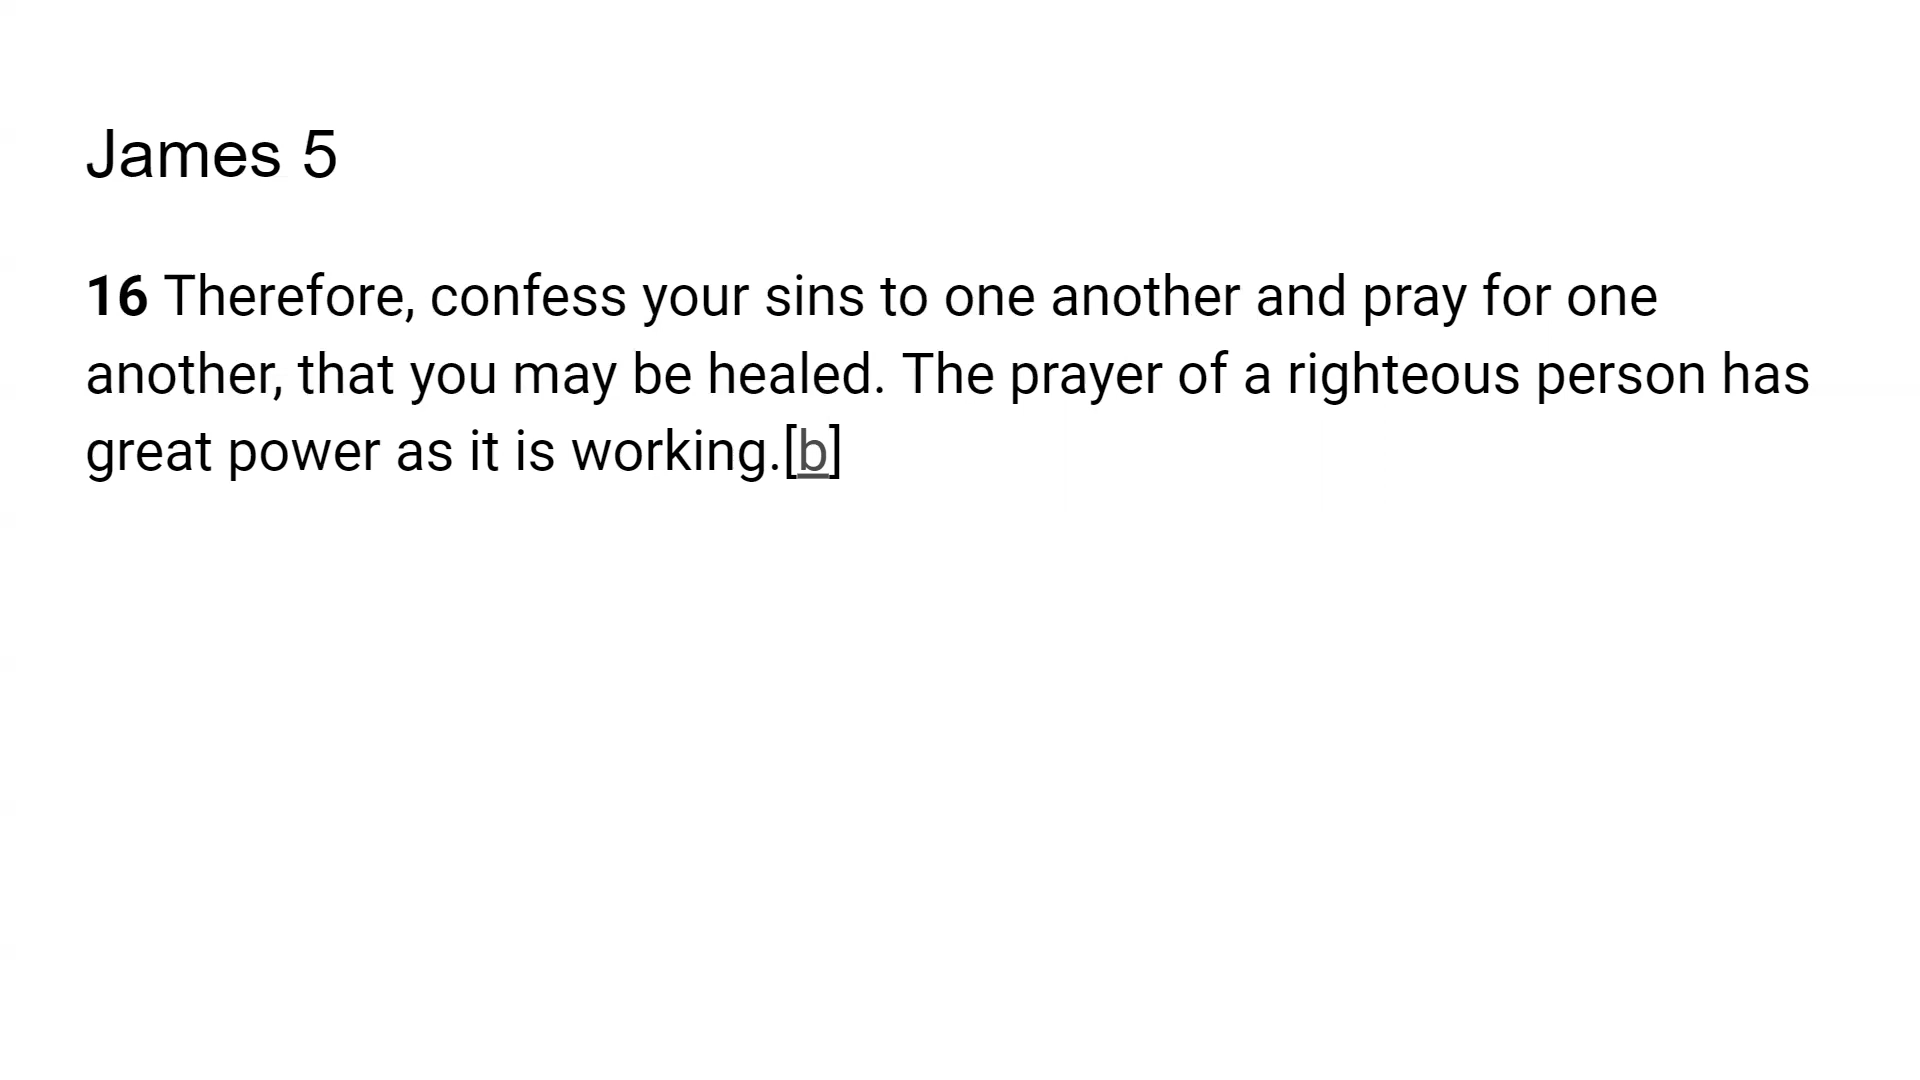 James 5
16 Therefore, confess your sins to one another and pray for one
another, that you may be healed. The prayer of a righteous person has
great power as it is working.[b]